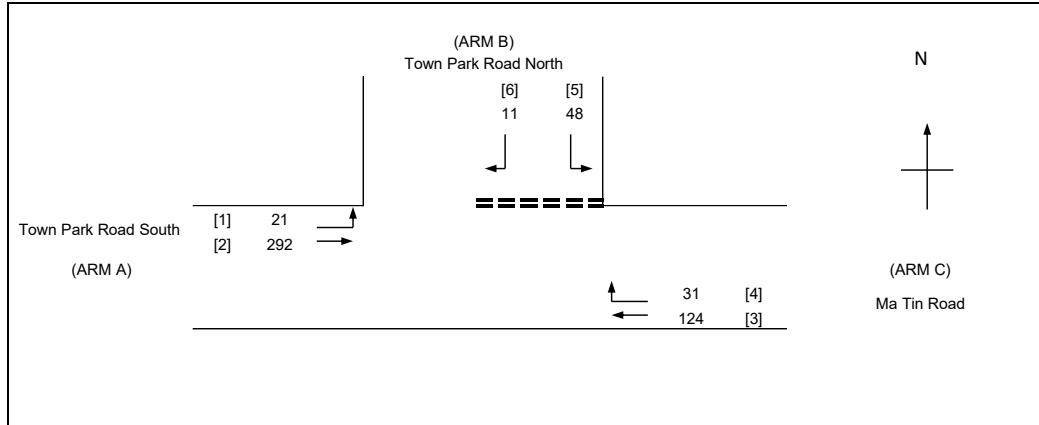 (ARM B)
Town Park Road North
N
[6] [5]
11 48
[1] 21
Town Park Road South
[2] 292
(ARM A)
(ARM C)
31 [4]
Ma Tin Road
124 [3]